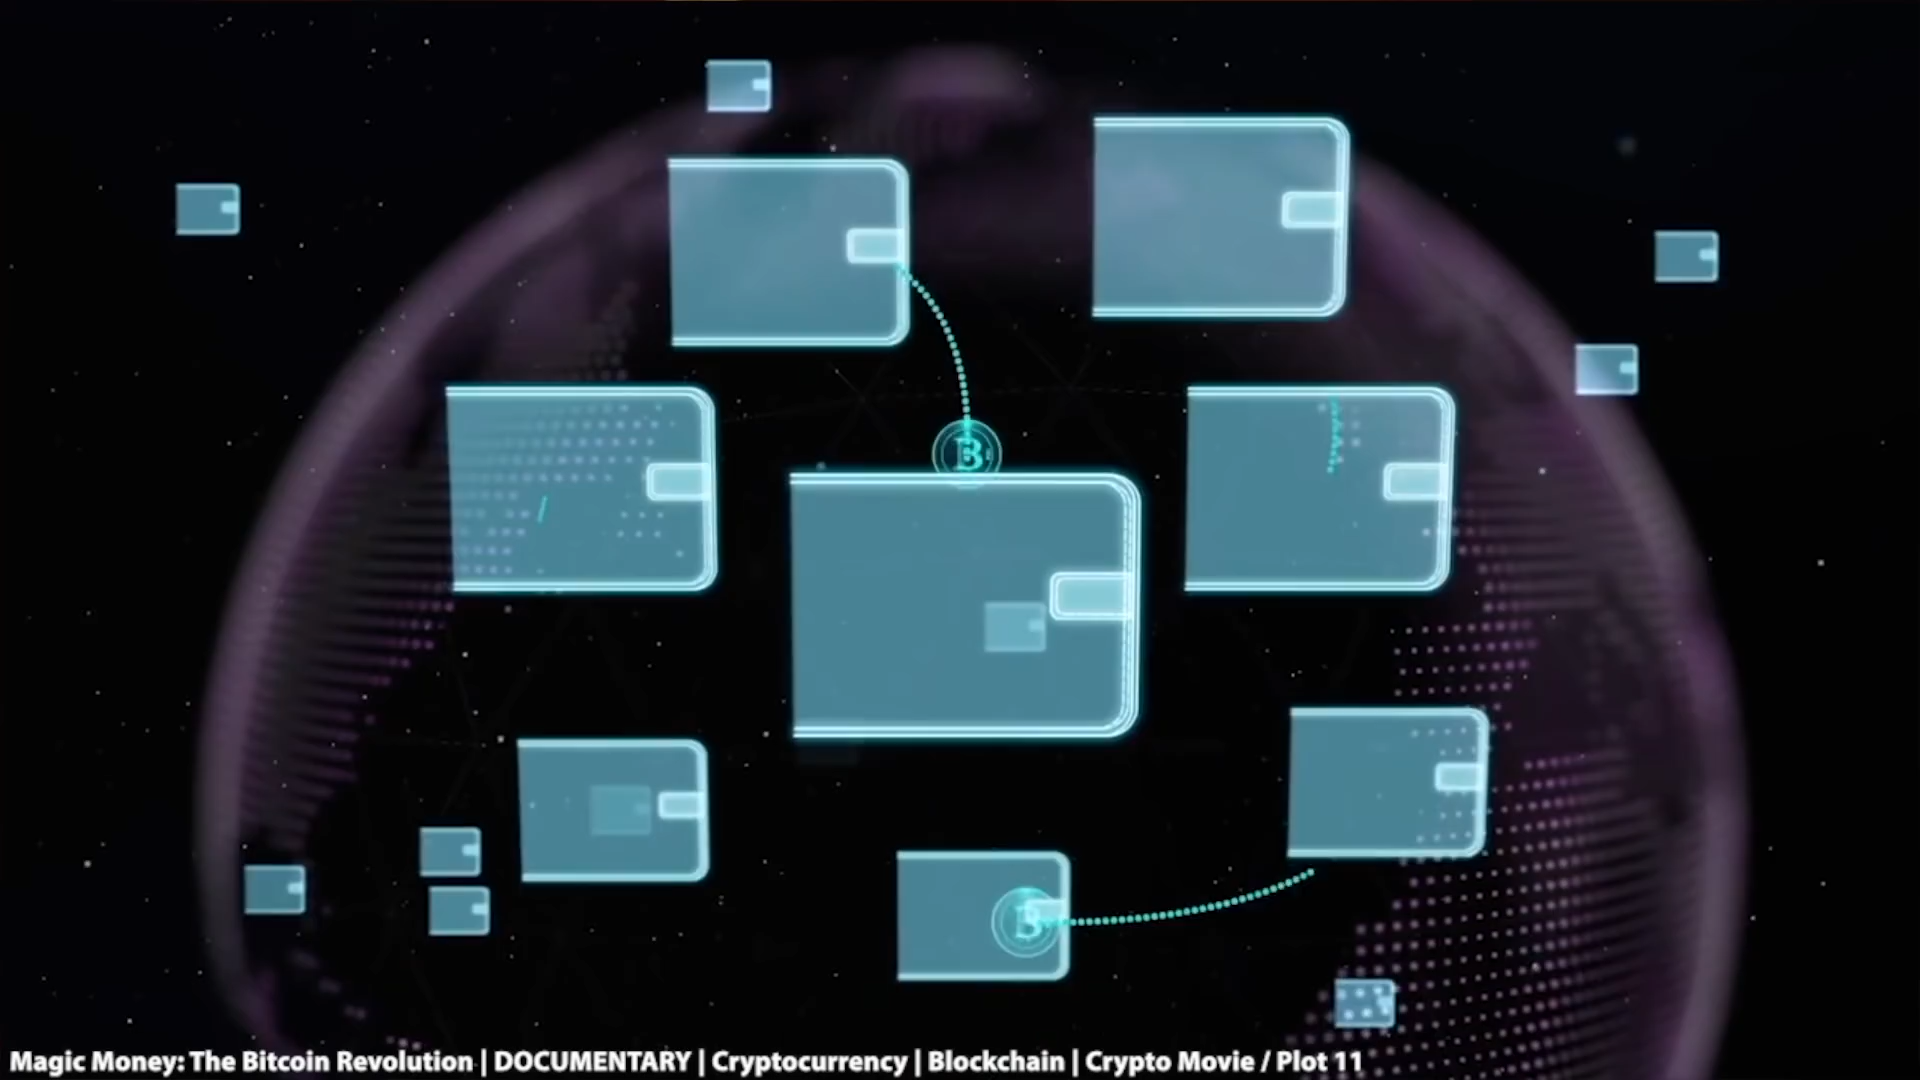 B
B
Magic Money: The Bitcoin Revolution | DOCUMENTARY | Cryptocurrency | Blockchain | Crypto Movie / Plot 11